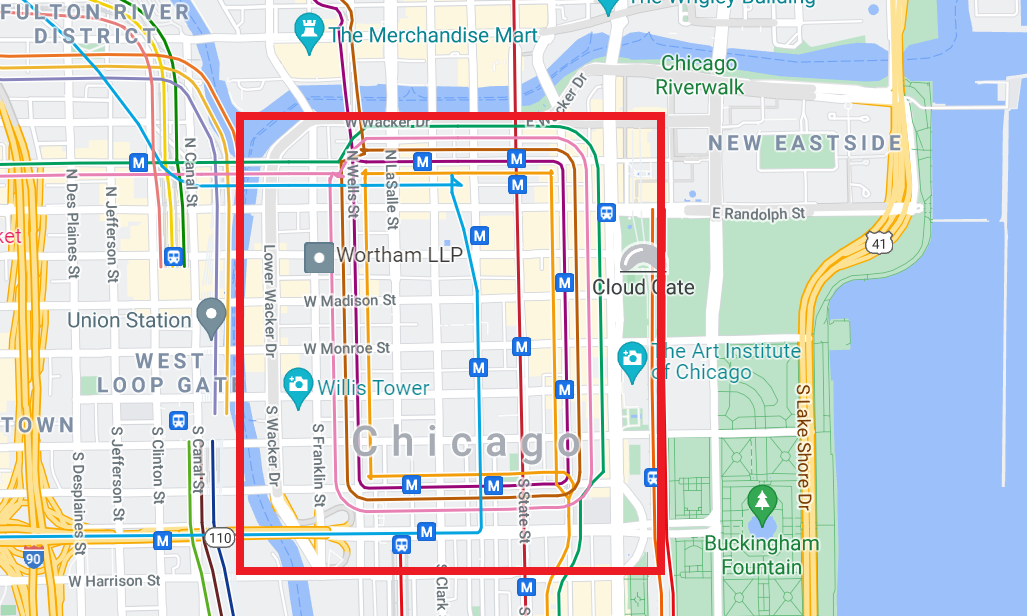 FULTON RIVER
DISTRICT
The Merchandise Mart
The Wrigley Building
Chicago
Riverwalk
W Wacker Dr
E Wacker Dr
NEW EASTSIDE
M
M
M
M
N Canal St
N Wells St
N LaSalle St
N Des Plaines St
N Jefferson St
E Randolph St
ket
M
41
Wortham LLP
Lower Wacker Dr
M
Cloud Gate
W Madison St
Union Station
W Monroe St
M
M
The Art Institute
of Chicago
WEST
LOOP GATE
Willis Tower
M
S Lake Shore Dr
TOWN
S Wacker Dr
S Franklin St
Chicago
S Jefferson St
S Clinton St
S Canal St
S Desplaines St
M
M
S State St
Buckingham
Fountain
M
110
M
90
W Harrison St
S Clark
M
S